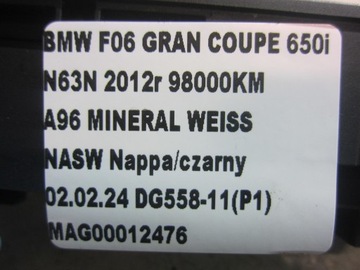 BMW F06 GRAN COUPE 650i
N63N 2012r 98000KM
A96 MINERAL WEISS
NASW Nappa/czarny
02.02.24 DG558-11(P1)
MAG00012476